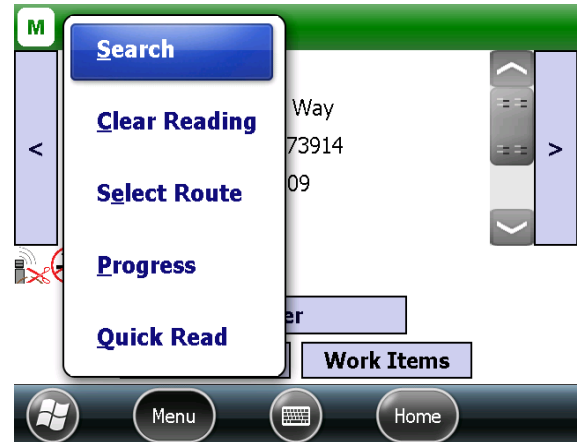 M
Search
Clear Reading
Way
73914
<
>
Select Route
09
Progress
er
Quick Read
Work Items
Menu
Home